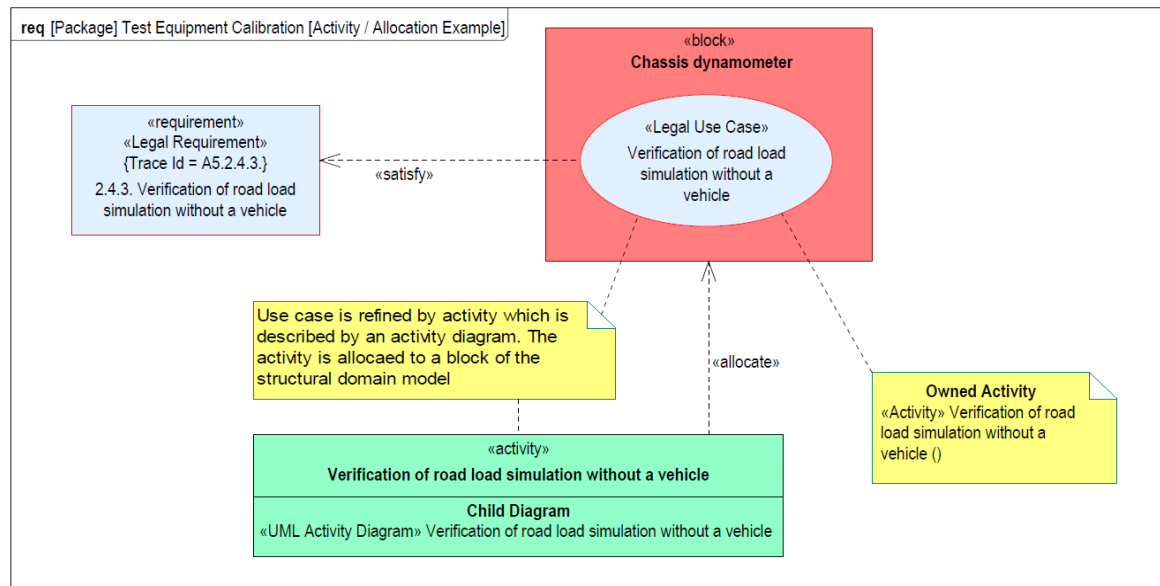 req [Package] Test Equipment Calibration [Activity / Allocation Example]
«block»
Chassis dynamometer
«requirement»
«Legal Requirement»
{Trace Id = A5.2.4.3.}
2.4.3. Verification of road load
simulation without a vehicle
«satisfy»
«Legal Use Case»
Verification of road load
simulation without a
vehicle
Use case is refined by activity which is
described by an activity diagram. The
activity is allocaed to a block of the
structural domain model
«allocate»
Owned Activity
«Activity» Verification of road
load simulation without a
vehicle ()
«activity»
Verification of road load simulation without a vehicle
Child Diagram
«UML Activity Diagram» Verification of road load simulation without a vehicle